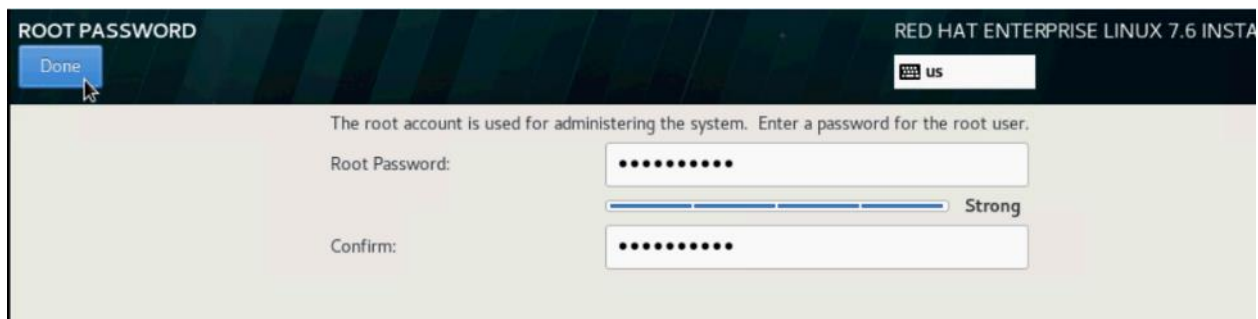 ROOT PASSWORD
RED HAT ENTERPRISE LINUX 7.6 INSTA
Done
us
The root account is used for administering the system. Enter a password for the root user.
Root Password:
••••••••••
Strong
Confirm:
••••••••••